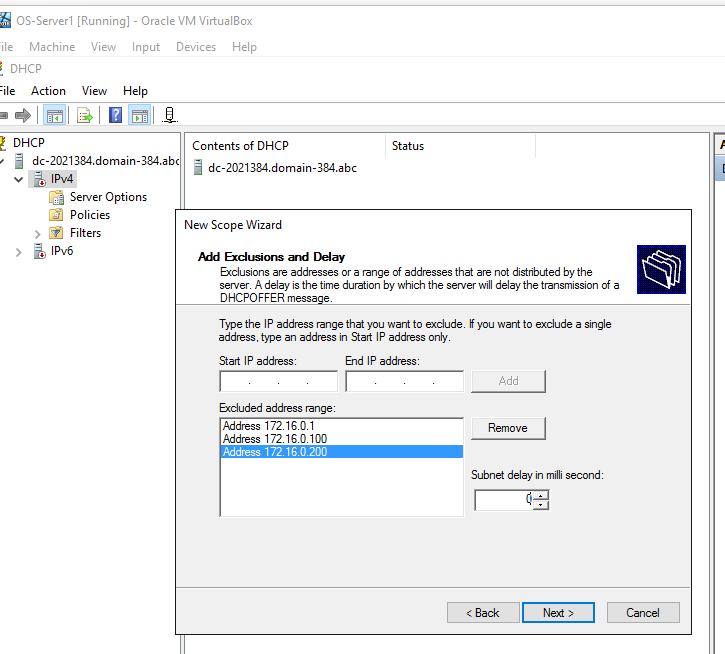 OS-Server1 [Running] - Oracle VM VirtualBox
File Machine View Input Devices Help
DHCP
File Action View Help
DHCP
dc-2021384.domain-384.abc
IPv4
Server Options
Policies
Filters
IPv6
Contents of DHCP Status
dc-2021384.domain-384.abc
New Scope Wizard
Add Exclusions and Delay
Exclusions are addresses or a range of addresses that are not distributed by the
server. A delay is the time duration by which the server will delay the transmission of a
DHCPOFFER message.
Type the IP address range that you want to exclude. If you want to exclude a single
address, type an address in Start IP address only.
Start IP address: End IP address:
. . . . . . Add
Excluded address range:
Address 172.16.0.1
Address 172.16.0.100
Address 172.16.0.200
Remove
Subnet delay in milli second:
0
< Back Next > Cancel